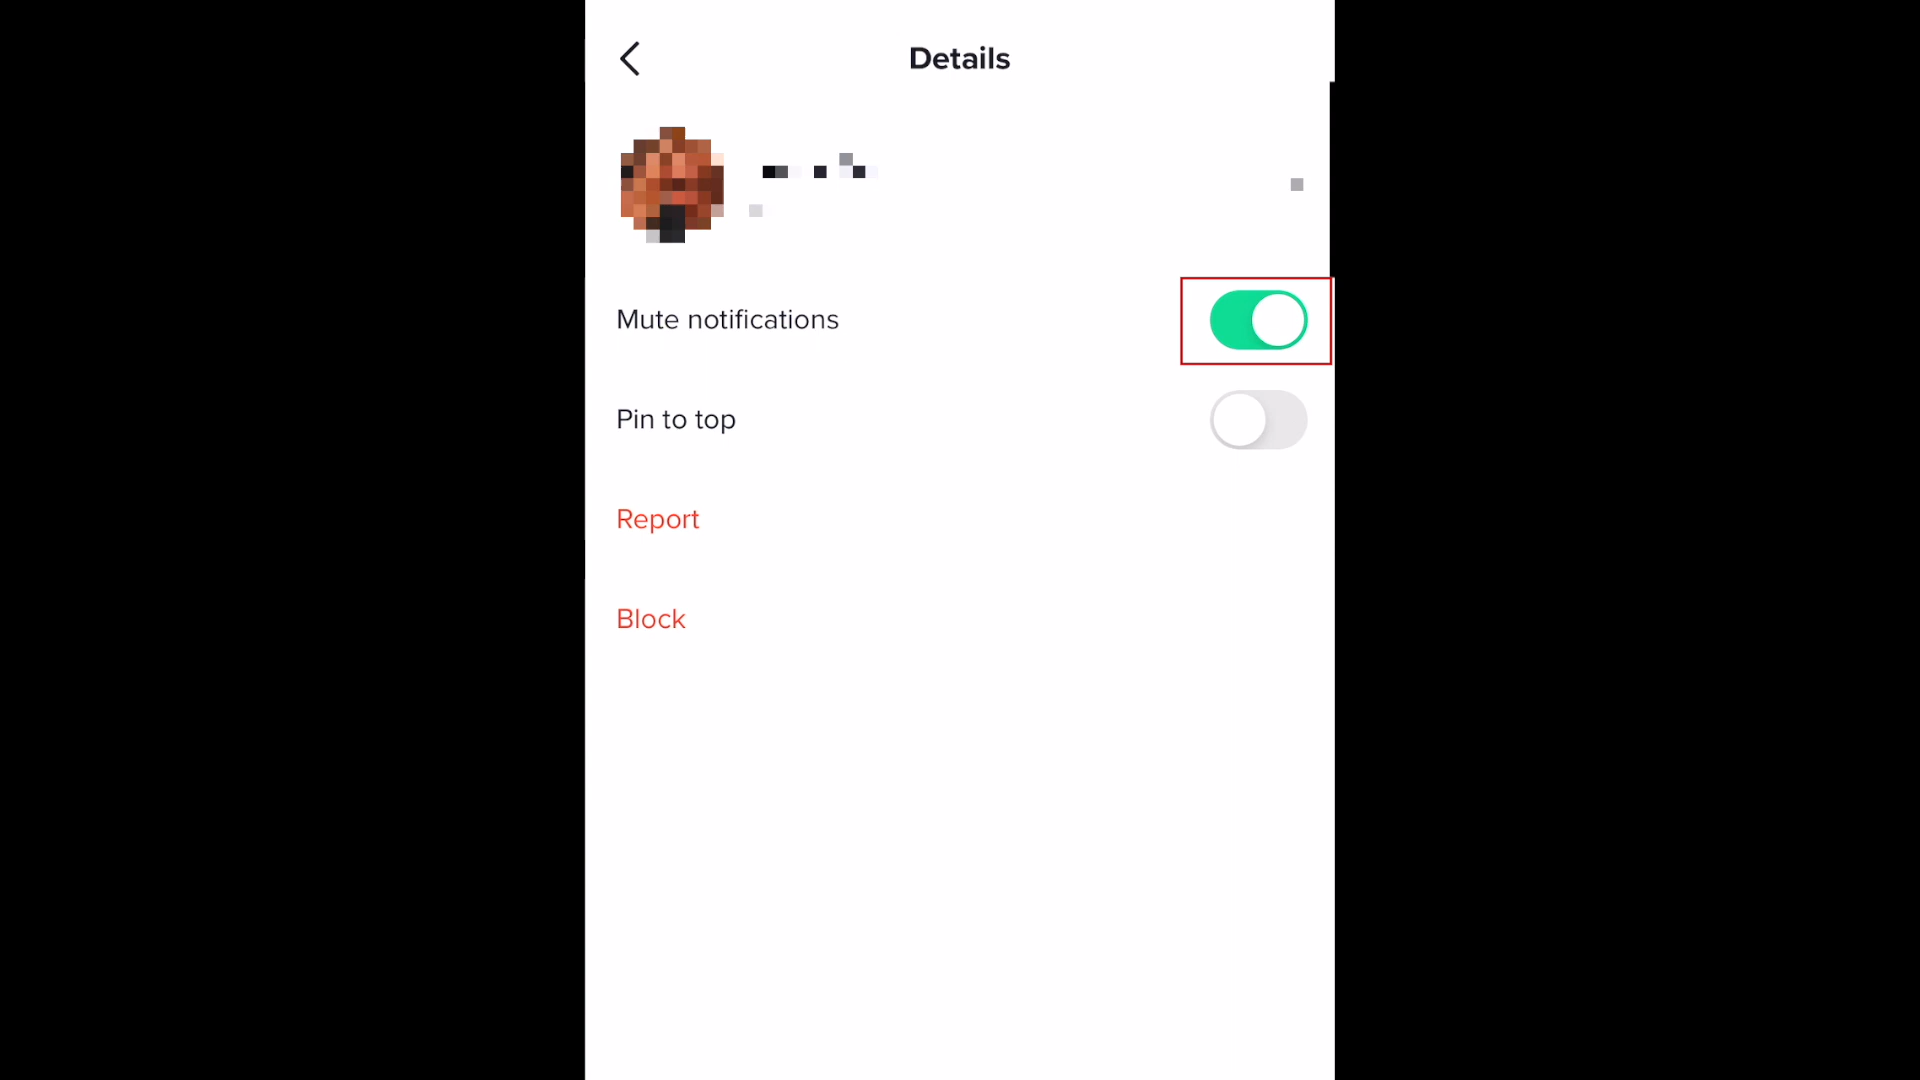 Details
Mute notifications
Pin to top
Report
Block